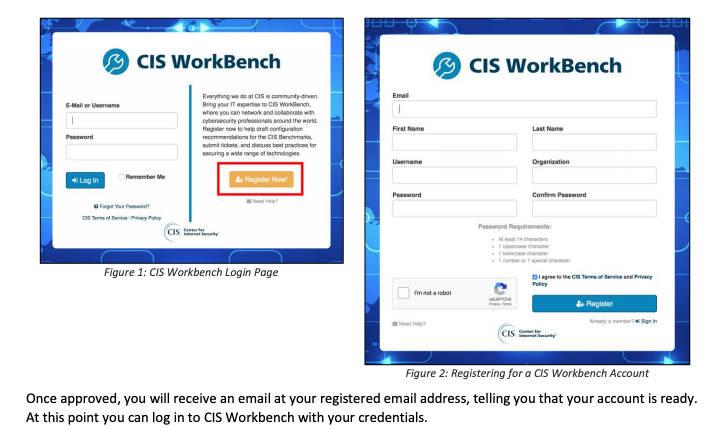 CIS WorkBench
E-Mail or Username
Password
Log In
Remember Me
Forgot Your Password?
CIS Terms of Service | Privacy Policy
Everything we do at CIS is community-driven.
Bring your IT expertise to CIS WorkBench,
where you can network and collaborate with
cybersecurity professionals around the world.
Register now to help draft configuration
recommendations for the CIS Benchmarks,
submit tickets, and discuss best practices for
securing a wide range of technologies.
Register Now!
Need Help?
CIS Center for
Internet Security®
Figure 1: CIS Workbench Login Page
CIS WorkBench
Email
First Name
Last Name
Username
Organization
Password
Confirm Password
Password Requirements:
• At least 14 characters
• 1 uppercase character
• 1 lowercase character
• 1 number or 1 special character
I'm not a robot
reCAPTCHA
Privacy - Terms
I agree to the CIS Terms of Service and Privacy
Policy
Register
Need Help?
Already a member? Sign In
CIS Center for
Internet Security®
Figure 2: Registering for a CIS Workbench Account
Once approved, you will receive an email at your registered email address, telling you that your account is ready.
At this point you can log in to CIS Workbench with your credentials.